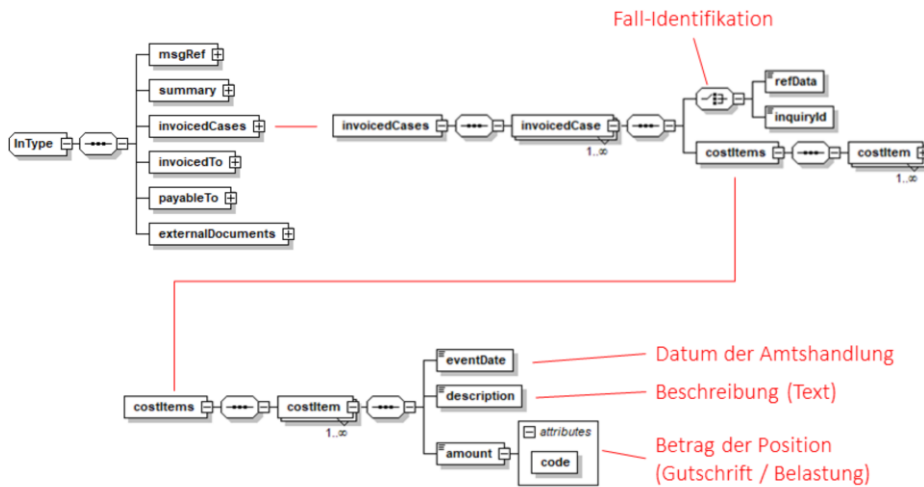 Fall-Identifikation
msgRef
refData
summary
invoicedCases
invoicedCases
invoicedCase
inquiryId
1..∞
InType
invoicedTo
costItems
costItem
1..∞
payableTo
externalDocuments
eventDate
Datum der Amtshandlung
costItems
costItem
description
Beschreibung (Text)
1..∞
attributes
Betrag der Position
amount
code
(Gutschrift / Belastung)